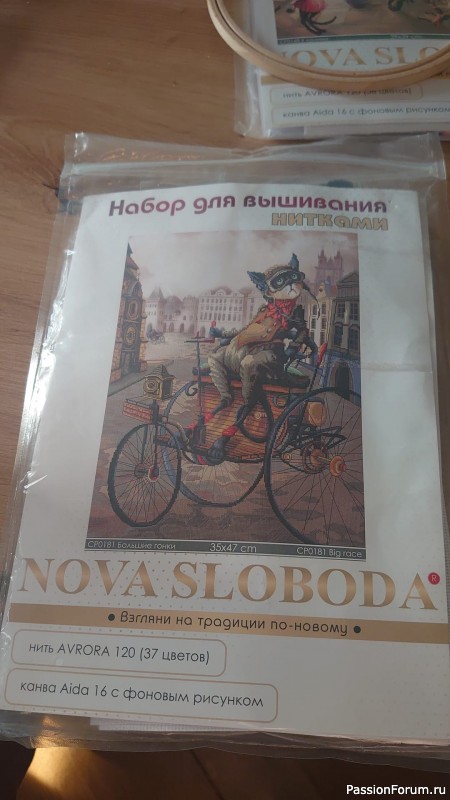 NOVA SLOBODA
нить AVRORA 120
канва Aida 16 с фоновым рисунком
Набор для вышивания
нитками
СР0181 Большие гонки
35x47 cm
CP0181 Big race
NOVA SLOBODA®
• Взгляни на традиции по-новому •
нить AVRORA 120 (37 цветов)
канва Aida 16 с фоновым рисунком
PassionForum.ru